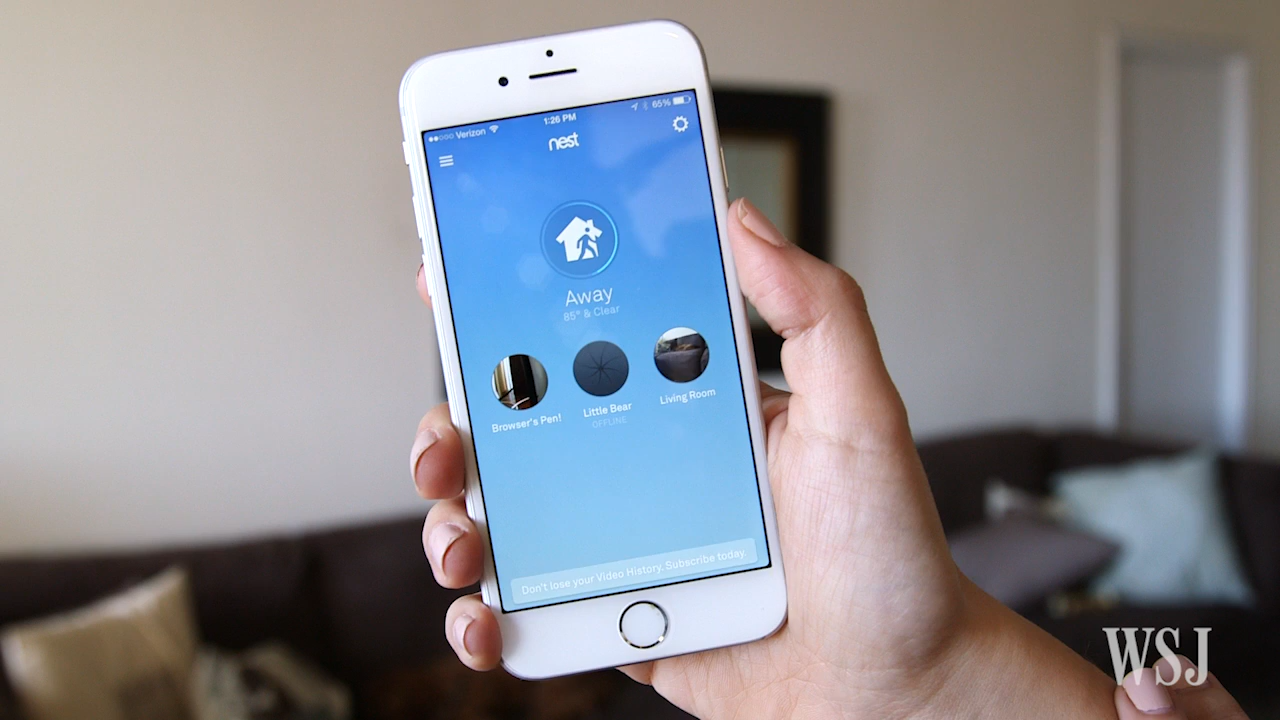 Verizon
1:26 PM
65%
nest
Away
85° & Clear
Browser's Pen!
Little Bear
OFFLINE
Living Room
Don't lose your Video History. Subscribe today.
WSJ